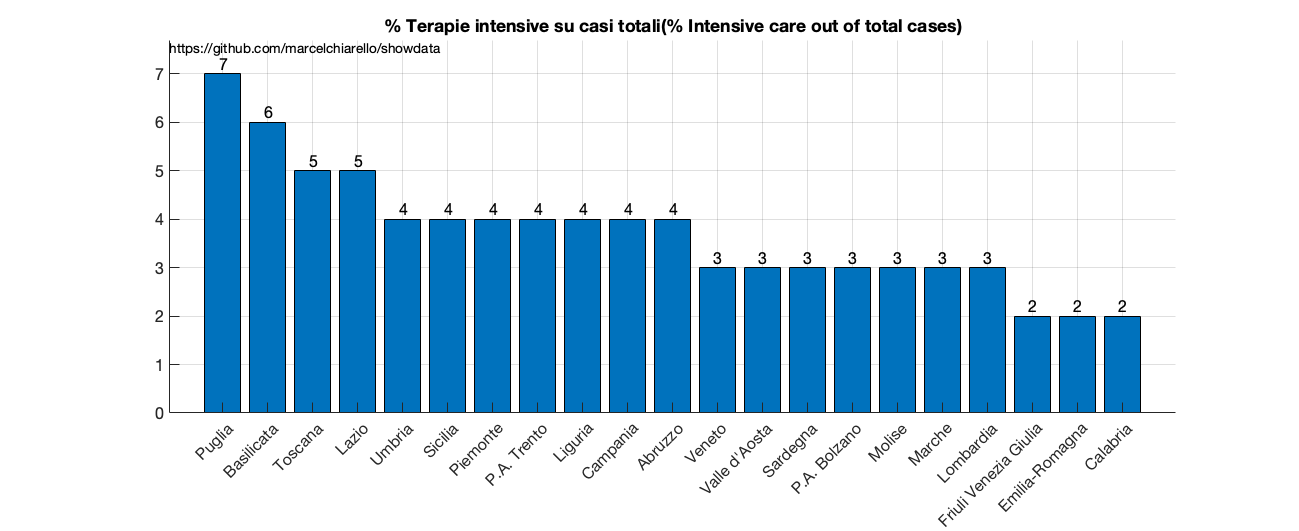 % Terapie intensive su casi totali(% Intensive care out of total cases)
https://github.com/marcelchiarello/showdata
7
6
5
4
3
2
1
0
7
6
5
5
4
4
4
4
4
4
4
3
3
3
3
3
3
3
2
2
2
Puglia
Basilicata
Toscana
Lazio
Umbria
Sicilia
Piemonte
P.A. Trento
Liguria
Campania
Abruzzo
Veneto
Valle d'Aosta
Sardegna
P.A. Bolzano
Molise
Marche
Lombardia
Friuli Venezia Giulia
Emilia-Romagna
Calabria